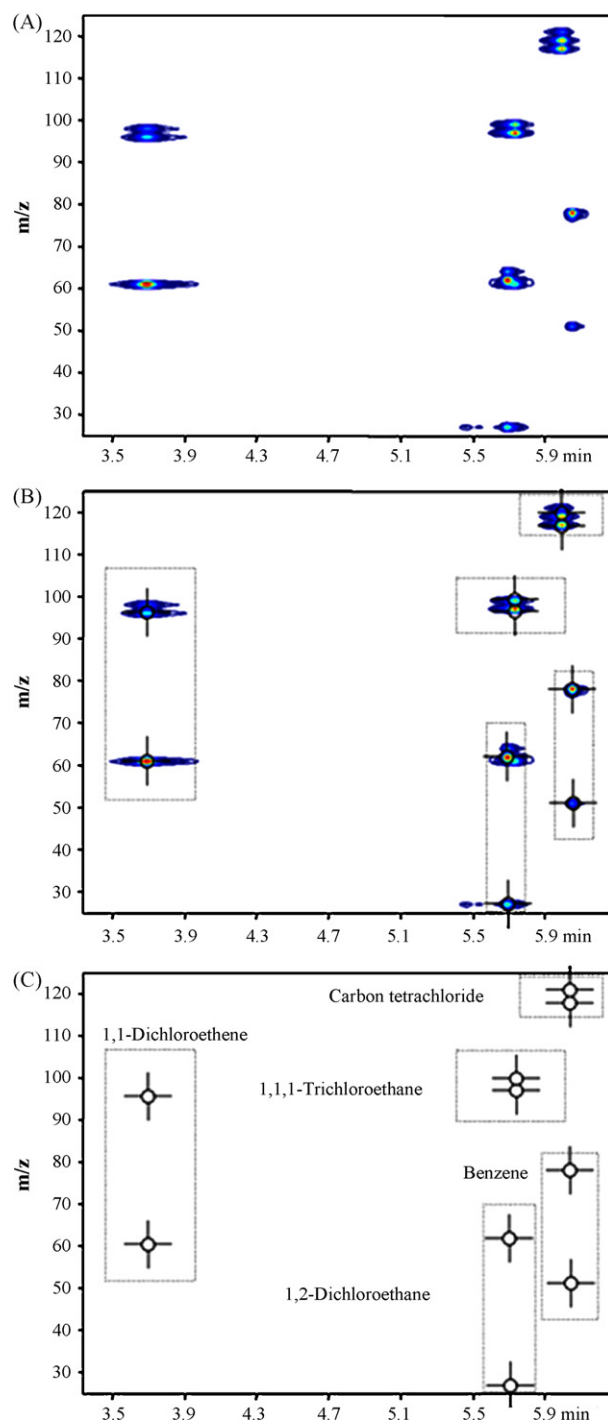 (A)
120
110
100
90
80
70
60
50
40
30
m/z
3.5 3.9 4.3 4.7 5.1 5.5 5.9 min
(B)
120
110
100
90
80
70
60
50
40
30
m/z
3.5 3.9 4.3 4.7 5.1 5.5 5.9 min
(C)
120
110
100
90
80
70
60
50
40
30
m/z
Carbon tetrachloride
1,1-Dichloroethene
1,1,1-Trichloroethane
Benzene
1,2-Dichloroethane
3.5 3.9 4.3 4.7 5.1 5.5 5.9 min